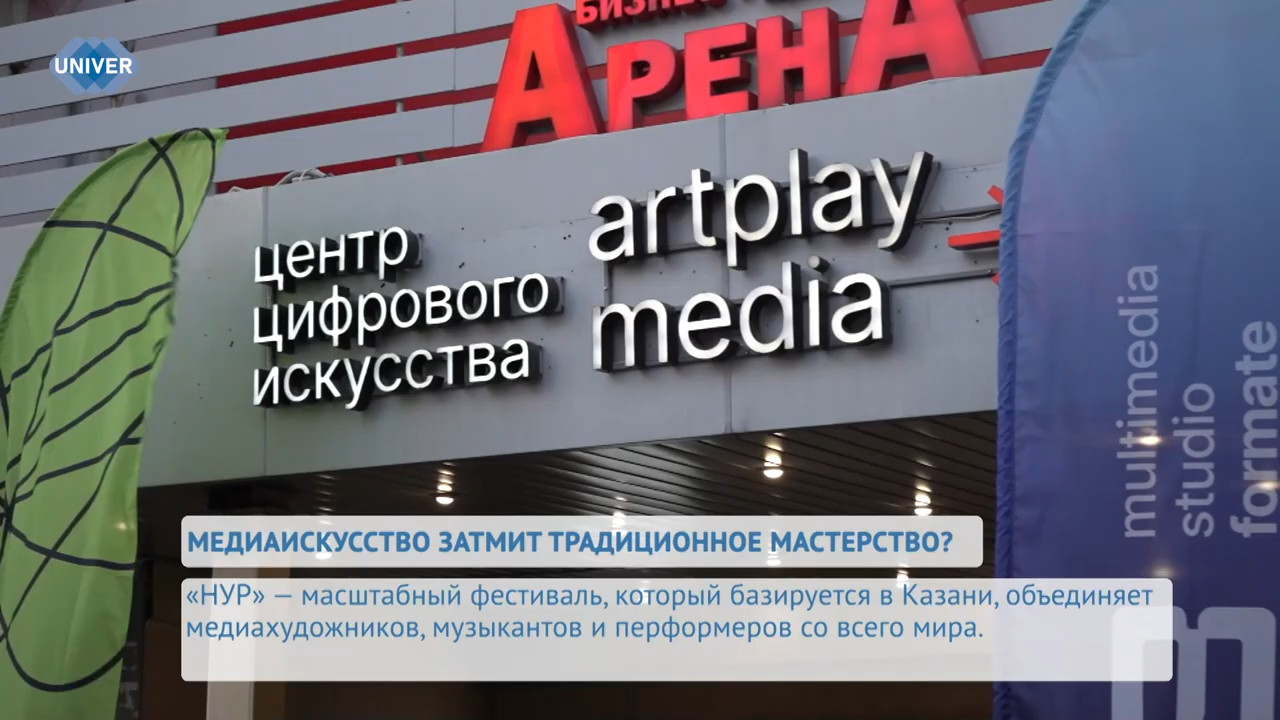 UNIVER
АРЕНА
центр
цифрового
искусства
artplay
media
multimedia
studio
formate
МЕДИАИСКУССТВО ЗАТМИТ ТРАДИЦИОННОЕ МАСТЕРСТВО?
«НУР» — масштабный фестиваль, который базируется в Казани, объединяет
медиахудожников, музыкантов и перформеров со всего мира.